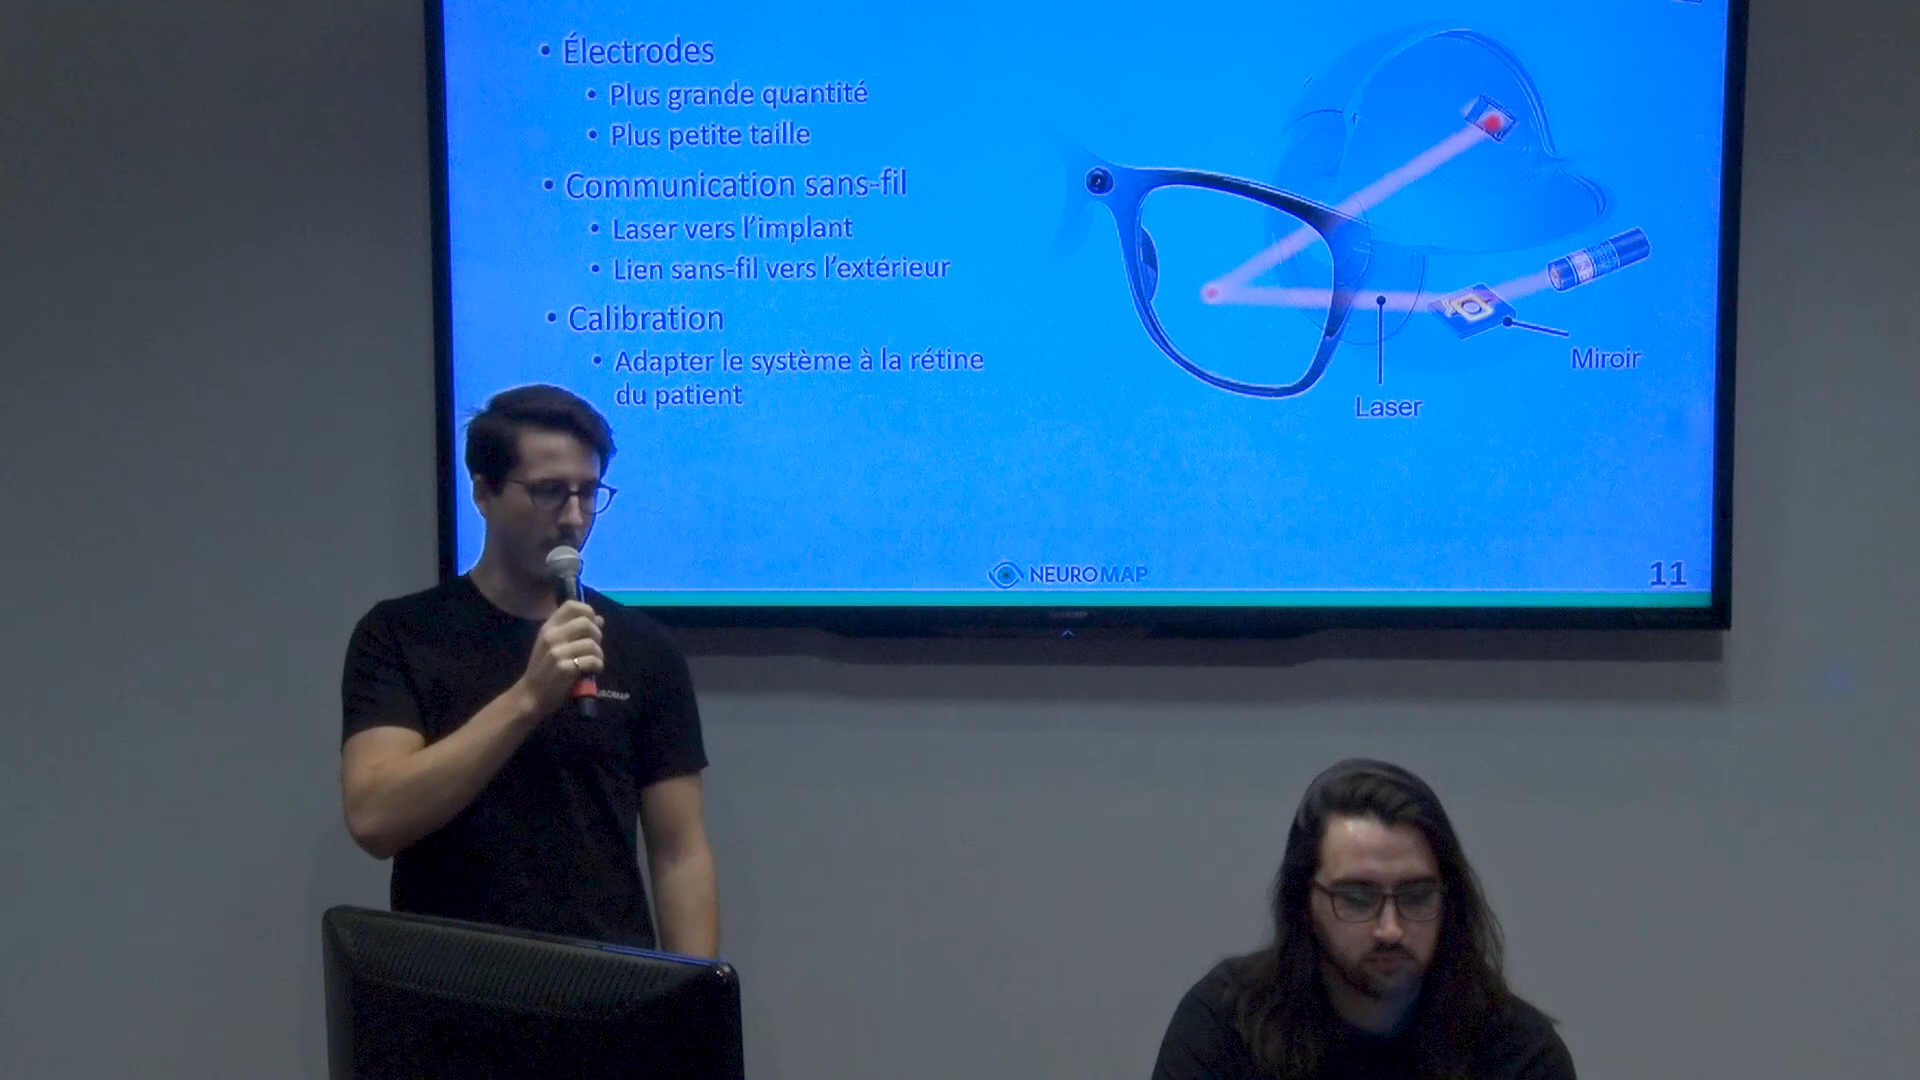 • Électrodes
• Plus grande quantité
• Plus petite taille
• Communication sans-fil
• Laser vers l'implant
• Lien sans-fil vers l'extérieur
• Calibration
• Adapter le système à la rétine
du patient
Miroir
Laser
NEUROMAP
11